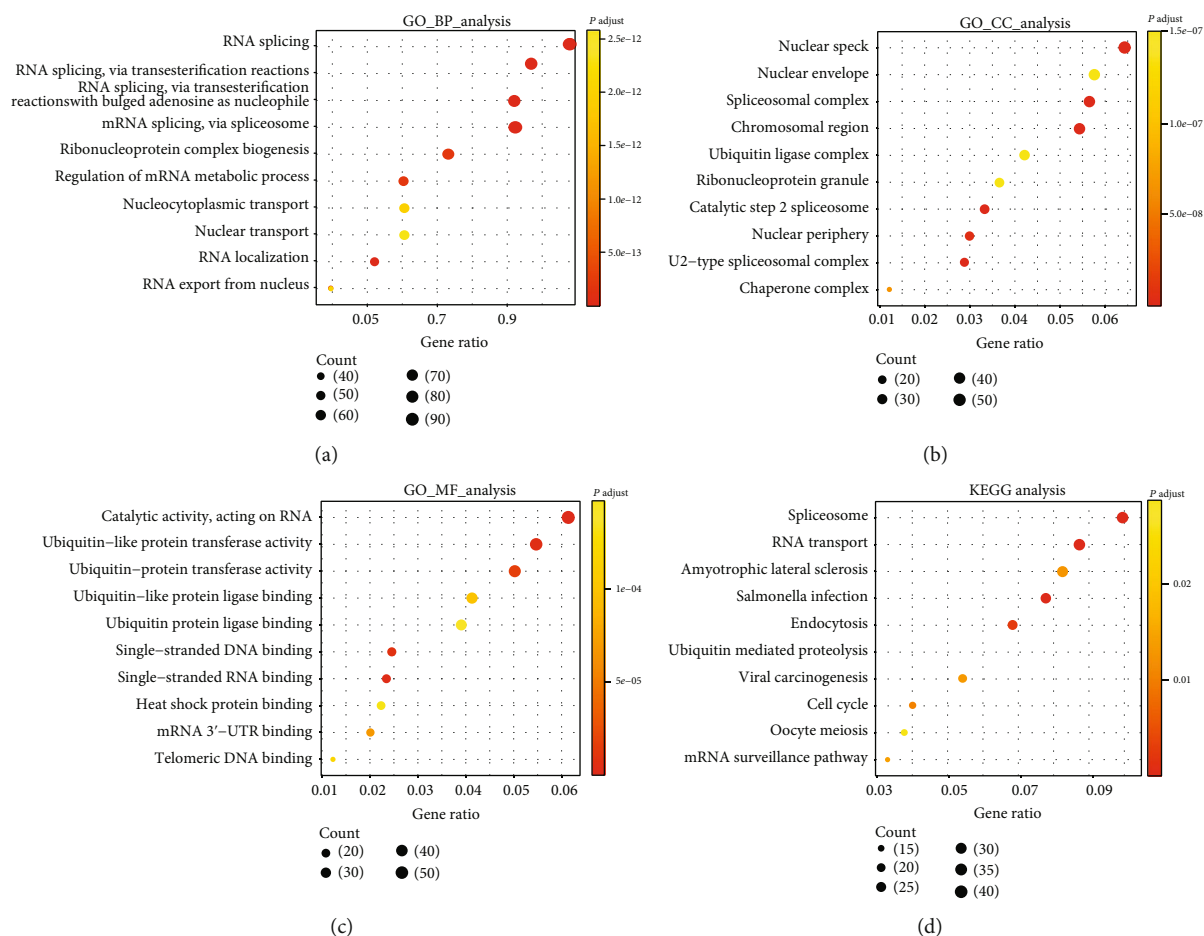 GO_BP_analysis
RNA splicing
RNA splicing, via transesterification reactions
RNA splicing, via transesterification
reactionswith bulged adenosine as nucleophile
mRNA splicing, via spliceosome
Ribonucleoprotein complex biogenesis
Regulation of mRNA metabolic process
Nucleocytoplasmic transport
Nuclear transport
RNA localization
RNA export from nucleus
0.05 0.7 0.9
Gene ratio
P adjust
2.5e−12
2.0e−12
1.5e−12
1.0e−12
5.0e−13
Count
(40) (70)
(50) (80)
(60) (90)
(a)
GO_CC_analysis
Nuclear speck
Nuclear envelope
Spliceosomal complex
Chromosomal region
Ubiquitin ligase complex
Ribonucleoprotein granule
Catalytic step 2 spliceosome
Nuclear periphery
U2−type spliceosomal complex
Chaperone complex
0.01 0.02 0.03 0.04 0.05 0.06
Gene ratio
P adjust
1.5e−07
1.0e−07
5.0e−08
Count
(20) (40)
(30) (50)
(b)
GO_MF_analysis
Catalytic activity, acting on RNA
Ubiquitin−like protein transferase activity
Ubiquitin−protein transferase activity
Ubiquitin−like protein ligase binding
Ubiquitin protein ligase binding
Single−stranded DNA binding
Single−stranded RNA binding
Heat shock protein binding
mRNA 3′−UTR binding
Telomeric DNA binding
0.01 0.02 0.03 0.04 0.05 0.06
Gene ratio
P adjust
1e−04
5e−05
Count
(20) (40)
(30) (50)
(c)
KEGG analysis
Spliceosome
RNA transport
Amyotrophic lateral sclerosis
Salmonella infection
Endocytosis
Ubiquitin mediated proteolysis
Viral carcinogenesis
Cell cycle
Oocyte meiosis
mRNA surveillance pathway
0.03 0.05 0.07 0.09
Gene ratio
P adjust
0.02
0.01
Count
(15) (30)
(20) (35)
(25) (40)
(d)